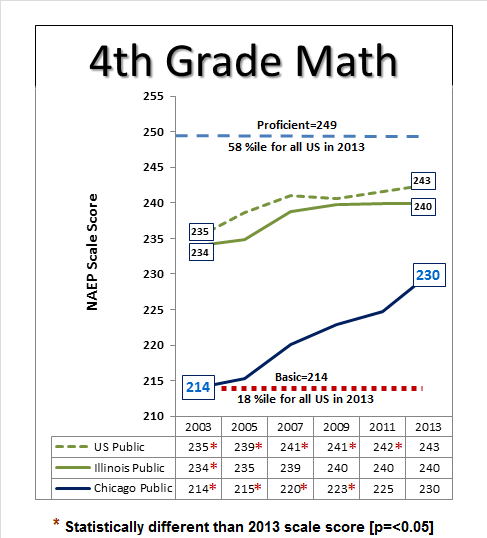 4th Grade Math
255
Proficient=249
250
58 %ile for all US in 2013
245
243
240
240
235
235
234
NAEP Scale Score
230
230
225
220
Basic=214
215
214
18 %ile for all US in 2013
210
2003 2005 2007 2009 2011 2013
US Public 235* 239* 241* 241* 242* 243
Illinois Public 234* 235 239 240 240 240
Chicago Public 214* 215* 220* 223* 225 230
* Statistically different than 2013 scale score [p=<0.05]